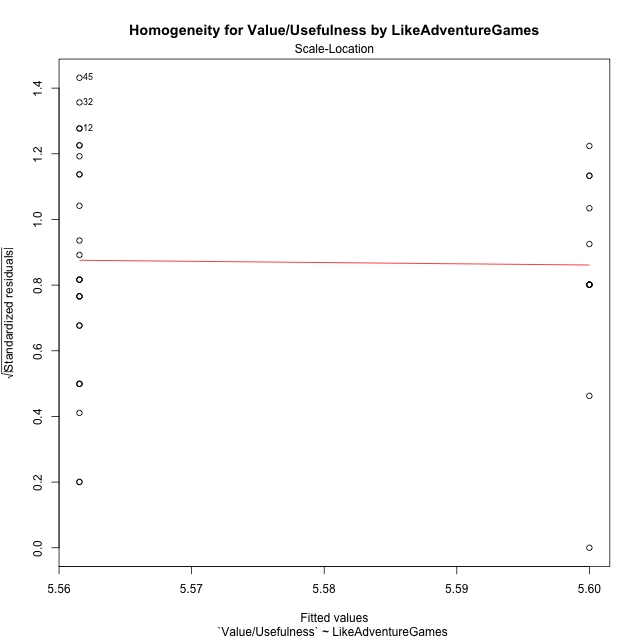 Homogeneity for Value/Usefulness by LikeAdventureGames
Scale-Location
√|Standardized residuals|
1.4
1.2
1.0
0.8
0.6
0.4
0.2
0.0
45
32
12
5.56 5.57 5.58 5.59 5.60
Fitted values
`Value/Usefulness` ~ LikeAdventureGames